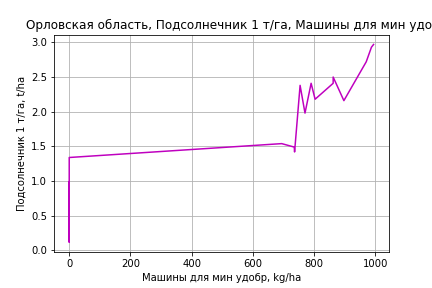 Орловская область, Подсолнечник 1 т/га, Машины для мин удо
3.0
2.5
2.0
1.5
1.0
0.5
0.0
Подсолнечник 1 т/га, t/ha
0 200 400 600 800 1000
Машины для мин удобр, kg/ha